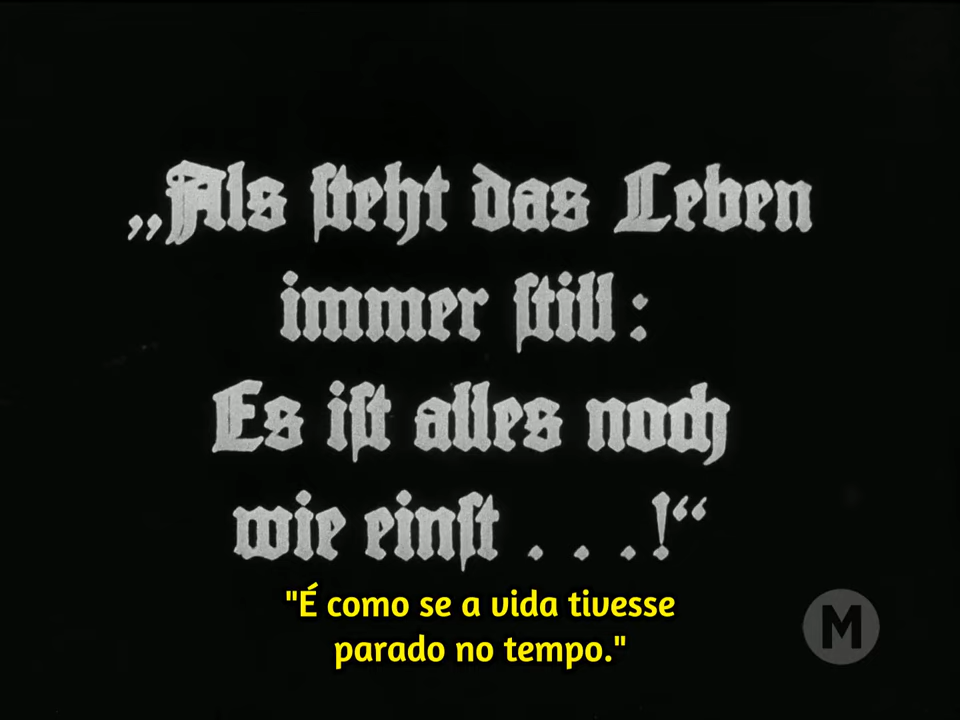 „Als steht das Leben
immer still:
Es ist alles noch
wie einst . . .!“
"É como se a vida tivesse
parado no tempo."
M